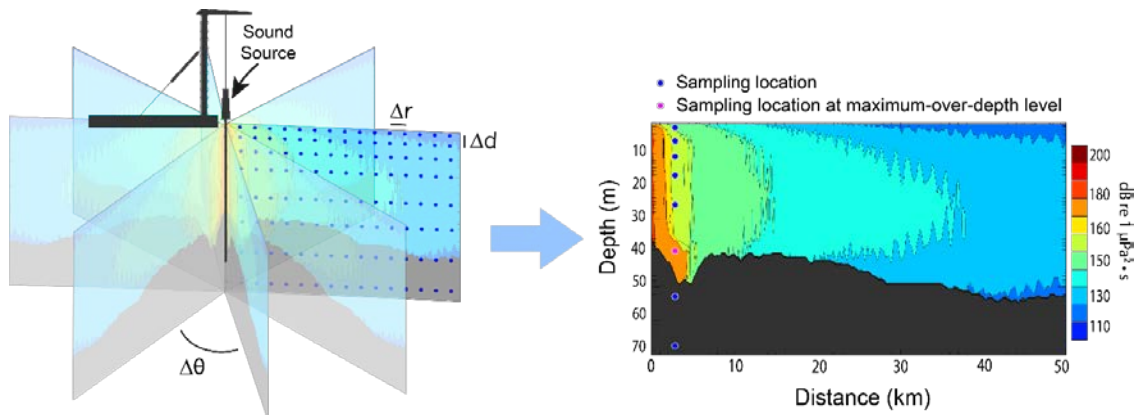 Sound
Source
Δr
Δd
Δθ
Sampling location
Sampling location at maximum-over-depth level
Depth (m)
10
20
30
40
50
60
70
0
10
20
30
40
50
Distance (km)
200
180
160
150
130
110
dB re 1 µPa²•s